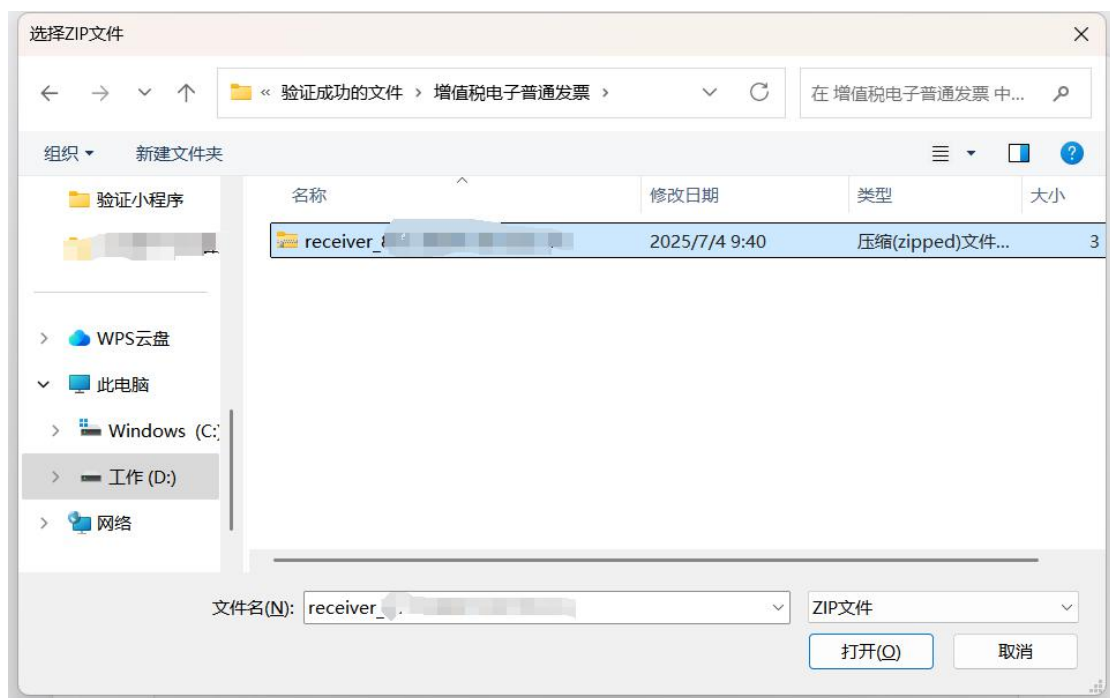 选择ZIP文件
« 验证成功的文件 › 增值税电子普通发票 ›
在 增值税电子普通发票 中...
组织
新建文件夹
验证小程序
名称
修改日期
类型
大小
receiver_
2025/7/4 9:40
压缩(zipped)文件...
3
WPS云盘
此电脑
Windows (C:)
工作 (D:)
网络
文件名(N):
receiver_
ZIP文件
打开(O)
取消